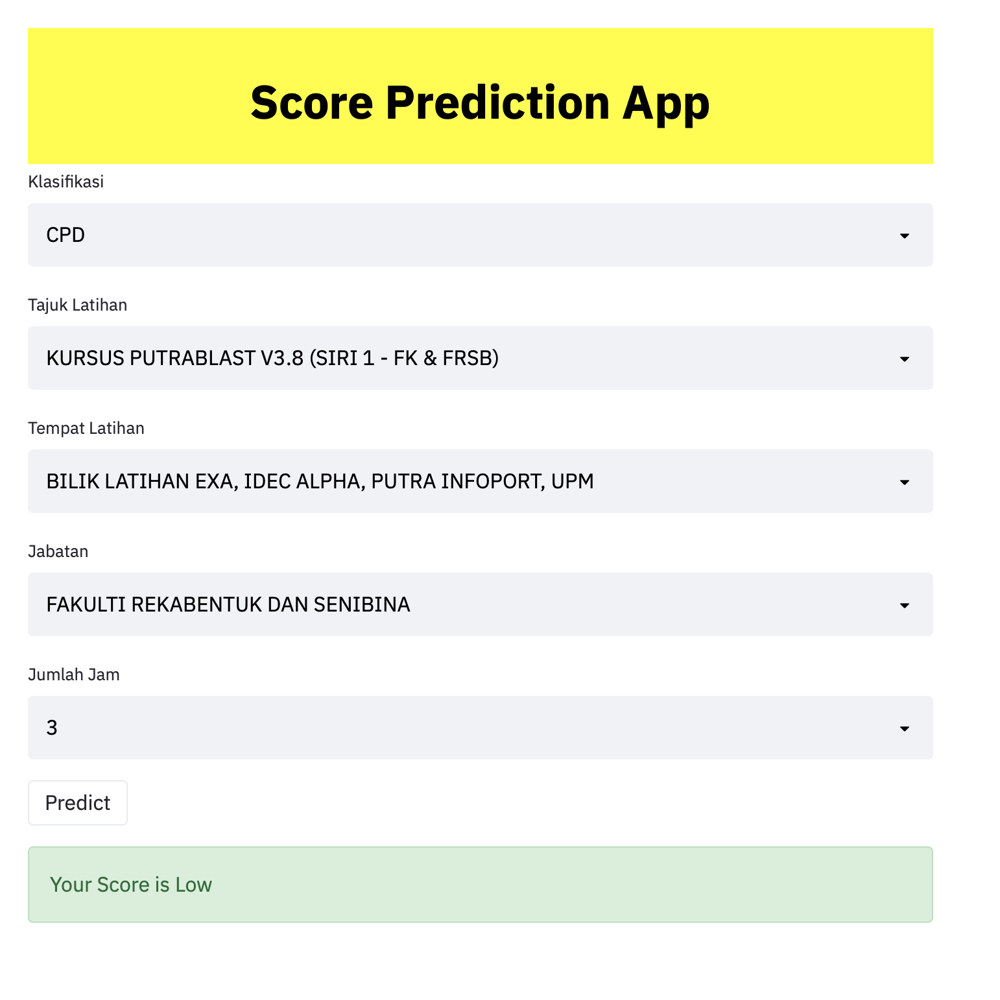 Score Prediction App
Klasifikasi
CPD
Tajuk Latihan
KURSUS PUTRABLAST V3.8 (SIRI 1 - FK & FRSB)
Tempat Latihan
BILIK LATIHAN EXA, IDEC ALPHA, PUTRA INFOPORT, UPM
Jabatan
FAKULTI REKABENTUK DAN SENIBINA
Jumlah Jam
3
Predict
Your Score is Low